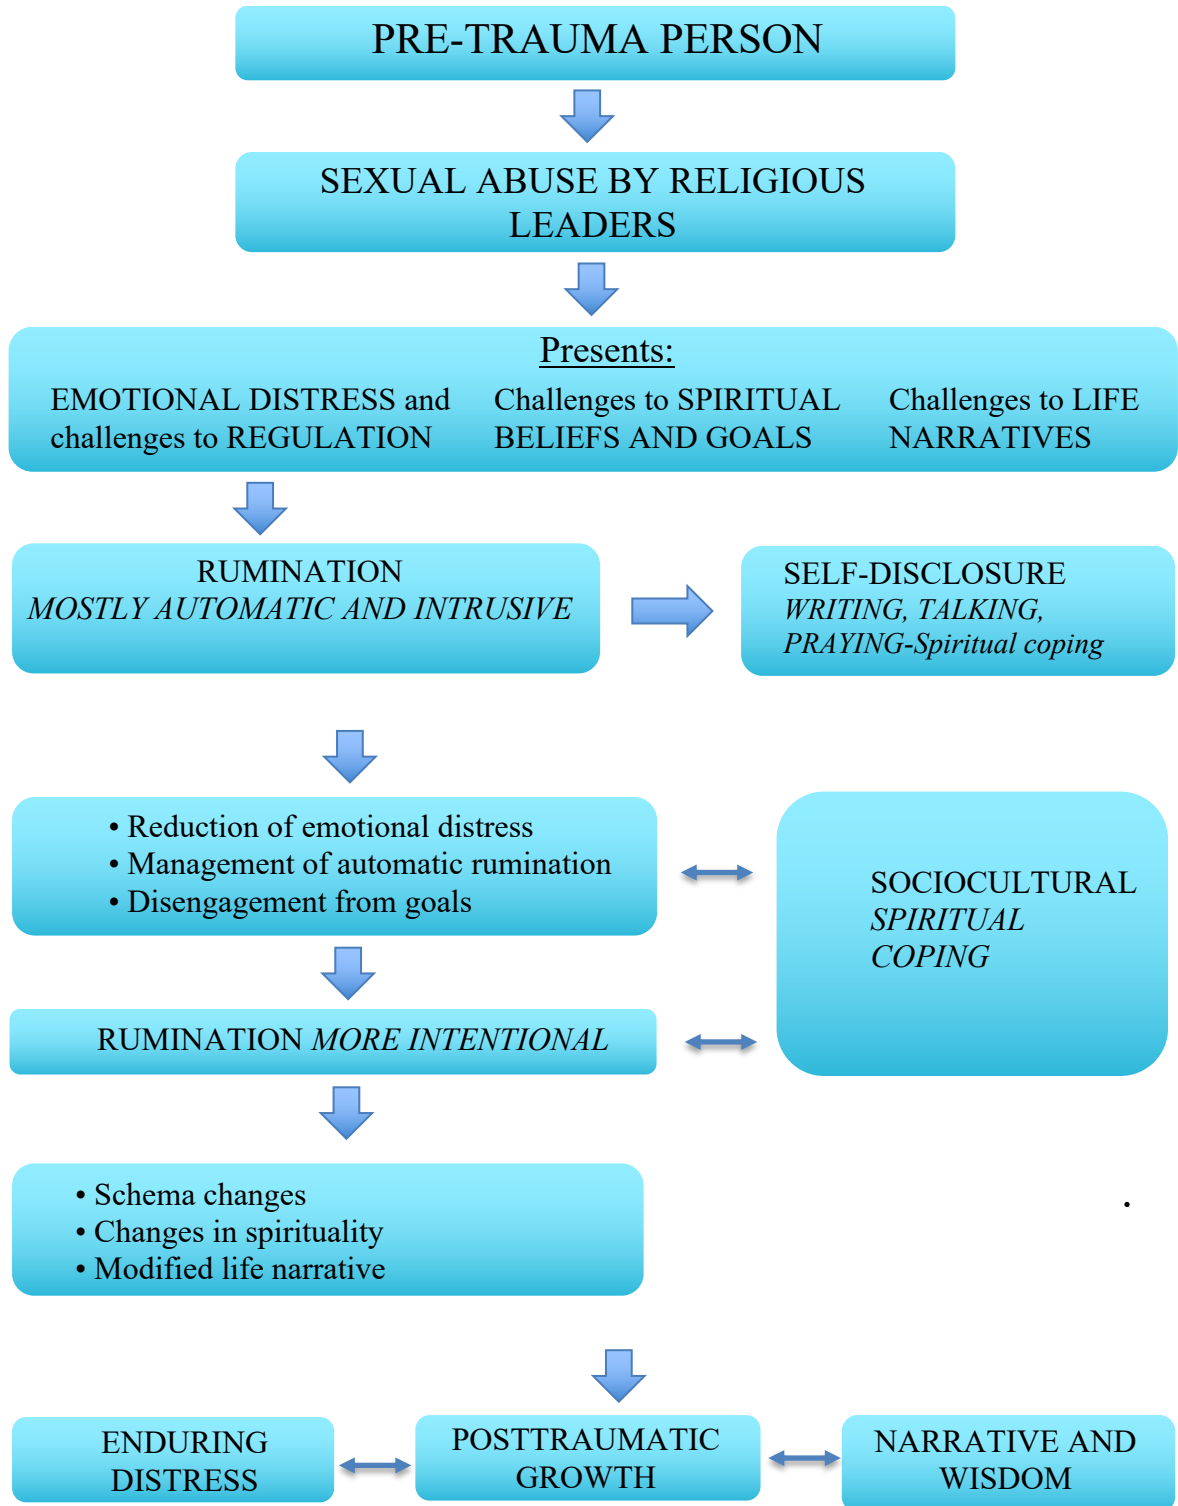 PRE-TRAUMA PERSON
SEXUAL ABUSE BY RELIGIOUS
LEADERS
Presents:
EMOTIONAL DISTRESS and
challenges to REGULATION
Challenges to SPIRITUAL
BELIEFS AND GOALS
Challenges to LIFE
NARRATIVES
RUMINATION
MOSTLY AUTOMATIC AND INTRUSIVE
SELF-DISCLOSURE
WRITING, TALKING,
PRAYING-Spiritual coping
• Reduction of emotional distress
• Management of automatic rumination
• Disengagement from goals
SOCIOCULTURAL
SPIRITUAL
COPING
RUMINATION MORE INTENTIONAL
• Schema changes
• Changes in spirituality
• Modified life narrative
.
ENDURING
DISTRESS
POSTTRAUMATIC
GROWTH
NARRATIVE AND
WISDOM